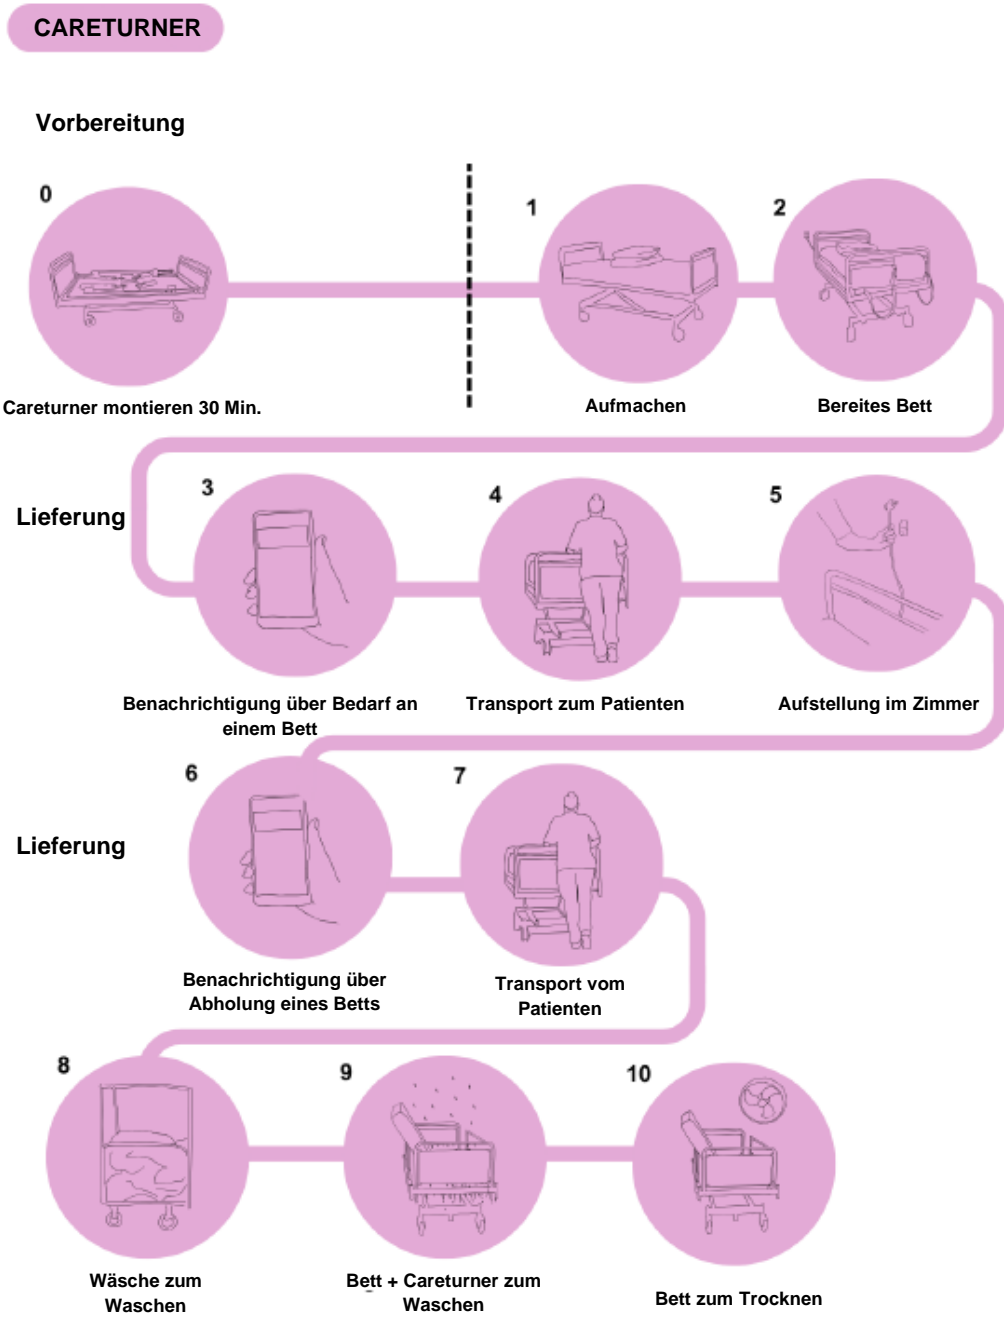 CARETURNER
Vorbereitung
0
1
2
Careturner montieren 30 Min.
Aufmachen
Bereites Bett
Lieferung
3
4
5
Benachrichtigung über Bedarf an
einem Bett
Transport zum Patienten
Aufstellung im Zimmer
Lieferung
6
7
Benachrichtigung über
Abholung eines Betts
Transport vom
Patienten
8
9
10
Wäsche zum
Waschen
Bett + Careturner zum
Waschen
Bett zum Trocknen